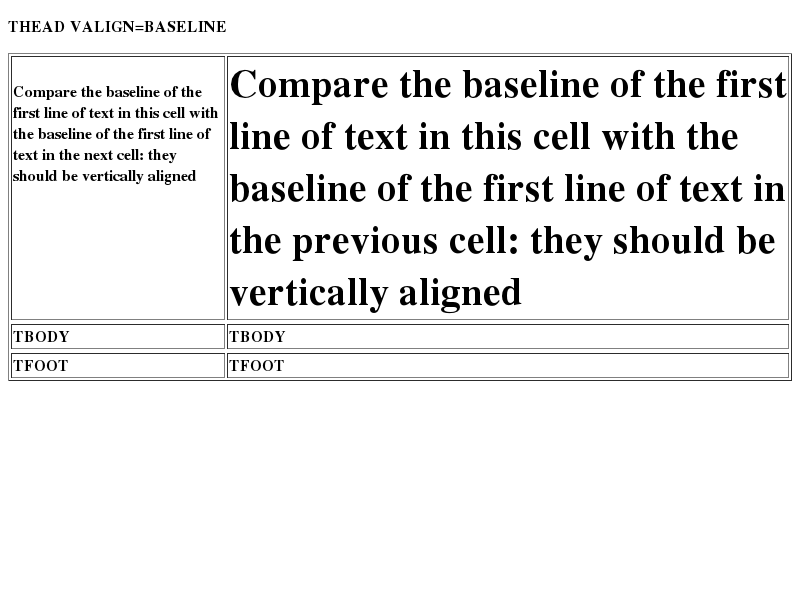 THEAD VALIGN=BASELINE
Compare the baseline of the
first line of text in this cell with
the baseline of the first line of
text in the next cell: they
should be vertically aligned
Compare the baseline of the first
line of text in this cell with the
baseline of the first line of text in
the previous cell: they should be
vertically aligned
TBODY
TBODY
TFOOT
TFOOT